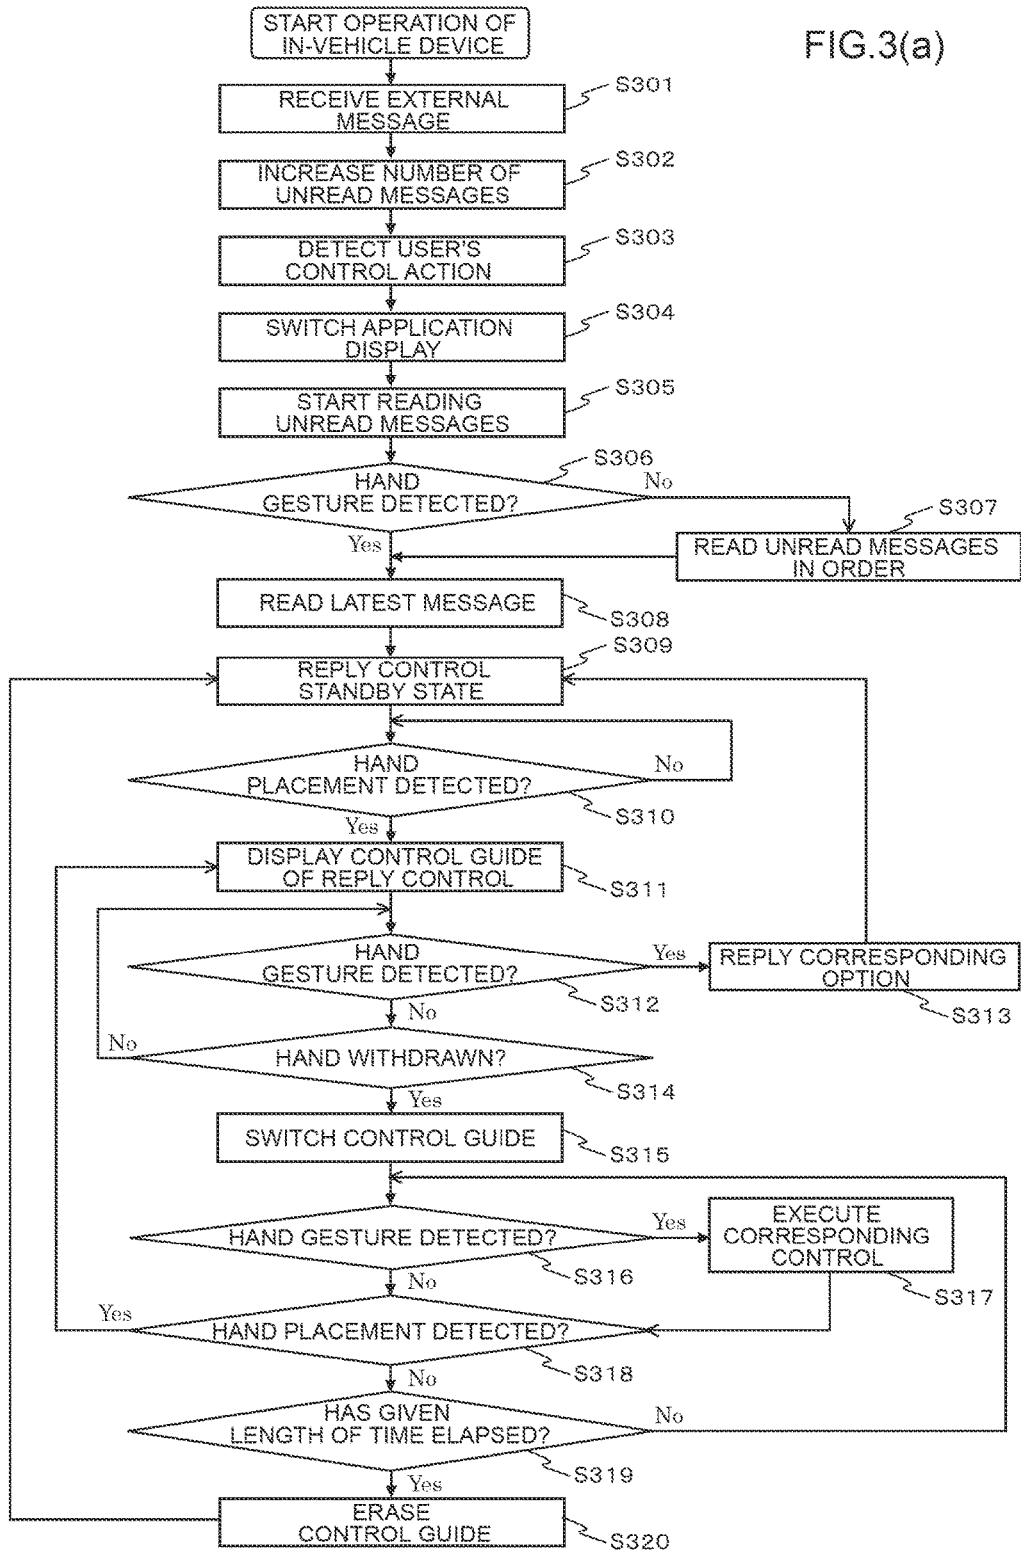 START OPERATION OF
IN-VEHICLE DEVICE
FIG.3(a)
RECEIVE EXTERNAL
MESSAGE
S301
INCREASE NUMBER OF
UNREAD MESSAGES
S302
DETECT USER'S
CONTROL ACTION
S303
SWITCH APPLICATION
DISPLAY
S304
START READING
UNREAD MESSAGES
S305
HAND
GESTURE DETECTED?
S306
No
Yes
READ UNREAD MESSAGES
IN ORDER
S307
READ LATEST MESSAGE
S308
REPLY CONTROL
STANDBY STATE
S309
HAND
PLACEMENT DETECTED?
No
S310
Yes
DISPLAY CONTROL GUIDE
OF REPLY CONTROL
S311
HAND
GESTURE DETECTED?
Yes
S312
No
REPLY CORRESPONDING
OPTION
S313
HAND WITHDRAWN?
No
S314
Yes
SWITCH CONTROL GUIDE
S315
HAND GESTURE DETECTED?
Yes
S316
No
EXECUTE
CORRESPONDING
CONTROL
S317
Yes
HAND PLACEMENT DETECTED?
S318
No
HAS GIVEN
LENGTH OF TIME ELAPSED?
No
S319
Yes
ERASE
CONTROL GUIDE
S320